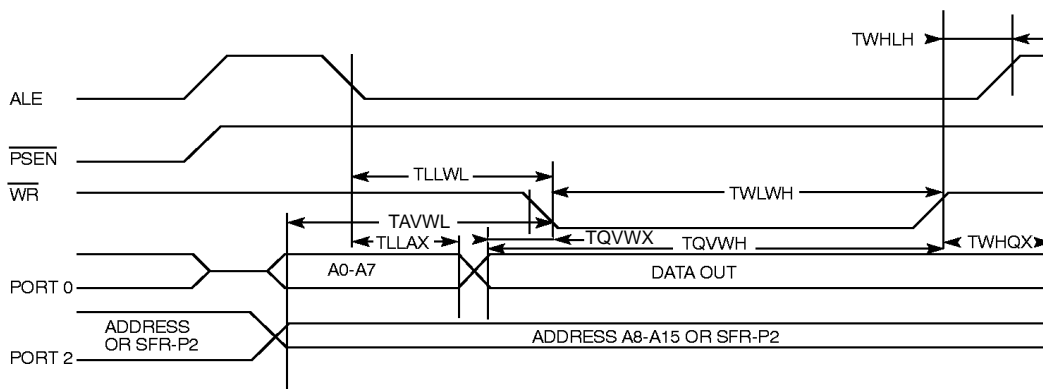 TWHLH
ALE
PSEN
TLLWL
WR
TWLWH
TAVWL
TLLAX
TQVWX
TQVWH
TWHQX
A0-A7
DATA OUT
PORT 0
ADDRESS
OR SFR-P2
ADDRESS A8-A15 OR SFR-P2
PORT 2